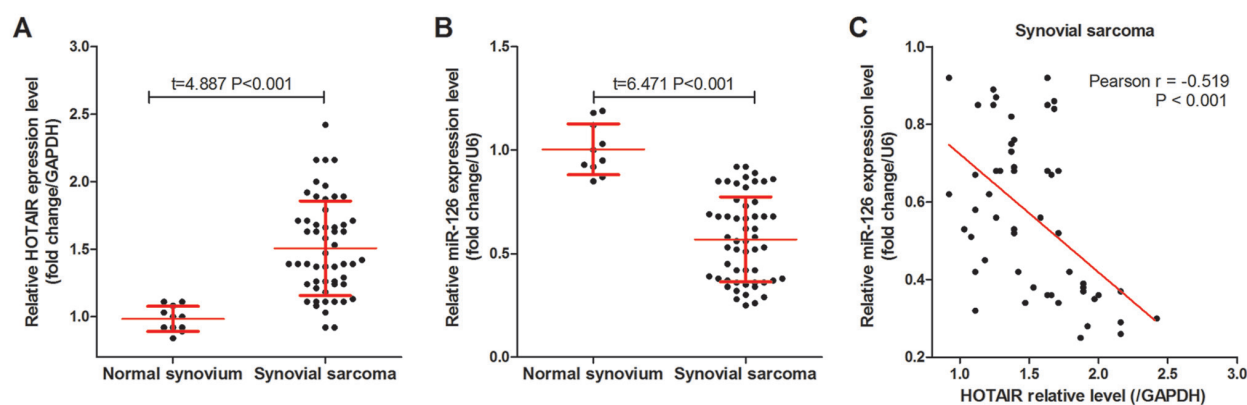 A
Relative HOTAIR epression level
(fold change/GAPDH)
3.0
2.5
2.0
1.5
1.0
t=4.887 P<0.001
Normal synovium
Synovial sarcoma
B
Relative miR-126 expression level
(fold change/U6)
1.5
1.0
0.5
0.0
t=6.471 P<0.001
Normal synovium
Synovial sarcoma
C
Synovial sarcoma
Relative miR-126 expression level
(fold change/U6)
1.0
0.8
0.6
0.4
0.2
Pearson r = -0.519
P < 0.001
1.0
1.5
2.0
2.5
3.0
HOTAIR relative level (/GAPDH)